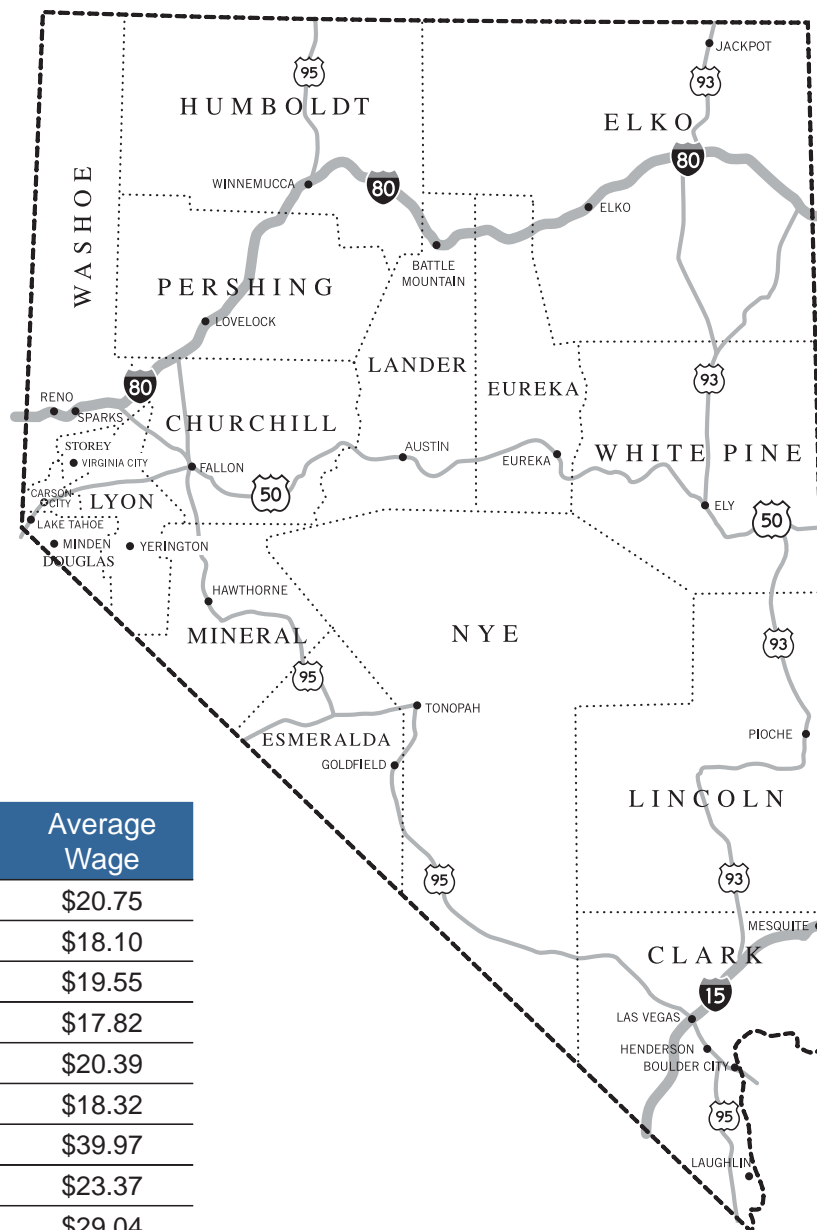 JACKPOT
95
93
HUMBOLDT
ELKO
80
WINNEMUCCA
80
ELKO
WASHOE
BATTLE
MOUNTAIN
PERSHING
LOVELOCK
LANDER
80
EUREKA
93
RENO
SPARKS
CHURCHILL
STOREY
AUSTIN
EUREKA
WHITE PINE
VIRGINIA CITY
FALLON
CARSON
CITY
LYON
50
ELY
50
LAKE TAHOE
MINDEN
YERINGTON
DOUGLAS
HAWTHORNE
MINERAL
NYE
93
95
TONOPAH
ESMERALDA
PIOCHE
GOLDFIELD
LINCOLN
95
93
MESQUITE
CLARK
15
LAS VEGAS
HENDERSON
BOULDER CITY
95
LAUGHLIN
Average
Wage
$20.75
$18.10
$19.55
$17.82
$20.39
$18.32
$39.97
$23.37
$29.04